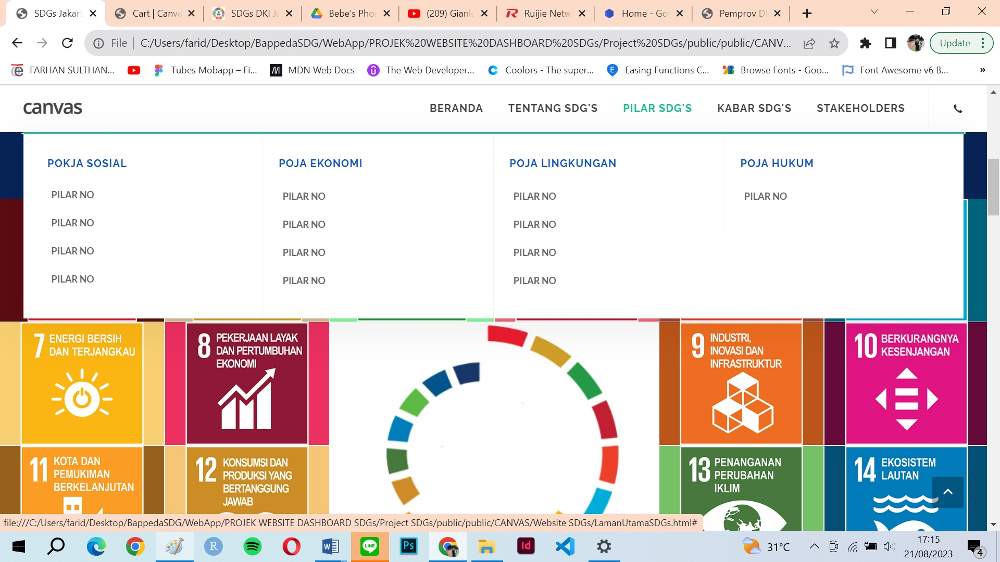 SDGs Jakart
Cart | Canva
SDGs DKI Ja
Bebe's Phot
(209) Gianlu
Ruijie Netw
Home - Gov
Pemprov D
File
C:/Users/farid/Desktop/BappedaSDG/WebApp/PROJEK%20WEBSITE%20DASHBOARD%20SDGs/Project%20SDGs/public/public/CANV...
Update
FARHAN SULTHAN...
Tubes Mobapp – Fi...
MDN Web Docs
The Web Developer...
Coolors - The super...
Easing Functions C...
Browse Fonts - Goo...
Font Awesome v6 B...
»
canvas
BERANDA
TENTANG SDG'S
PILAR SDG'S
KABAR SDG'S
STAKEHOLDERS
POKJA SOSIAL
PILAR NO
PILAR NO
PILAR NO
PILAR NO
POJA EKONOMI
PILAR NO
PILAR NO
PILAR NO
PILAR NO
POJA LINGKUNGAN
PILAR NO
PILAR NO
PILAR NO
PILAR NO
POJA HUKUM
PILAR NO
7 ENERGI BERSIH
DAN TERJANGKAU
8 PEKERJAAN LAYAK
DAN PERTUMBUHAN
EKONOMI
9 INDUSTRI,
INOVASI DAN
INFRASTRUKTUR
10 BERKURANGNYA
KESENJANGAN
11 KOTA DAN
PEMUKIMAN
BERKELANJUTAN
12 KONSUMSI DAN
PRODUKSI YANG
BERTANGGUNG
JAWAB
13 PENANGANAN
PERUBAHAN
IKLIM
14 EKOSISTEM
LAUTAN
file:///C:/Users/farid/Desktop/BappedaSDG/WebApp/PROJEK WEBSITE DASHBOARD SDGs/Project SDGs/public/public/CANVAS/Website SDGs/LamanUtamaSDGs.html#
R
W
LINE
Ps
Id
31°C
17:15
21/08/2023
4